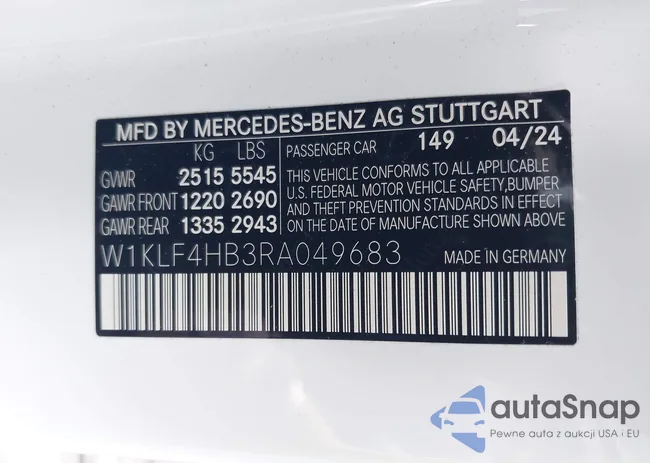 MFD BY MERCEDES-BENZ AG STUTTGART
KG LBS PASSENGER CAR 149 04/24
GVWR 2515 5545
GAWR FRONT 1220 2690
GAWR REAR 1335 2943
THIS VEHICLE CONFORMS TO ALL APPLICABLE
U.S. FEDERAL MOTOR VEHICLE SAFETY,BUMPER
AND THEFT PREVENTION STANDARDS IN EFFECT
ON THE DATE OF MANUFACTURE SHOWN ABOVE.
W1KLF4HB3RA049683 MADE IN GERMANY
autaSnap
Pewne auta z aukcji USA i EU